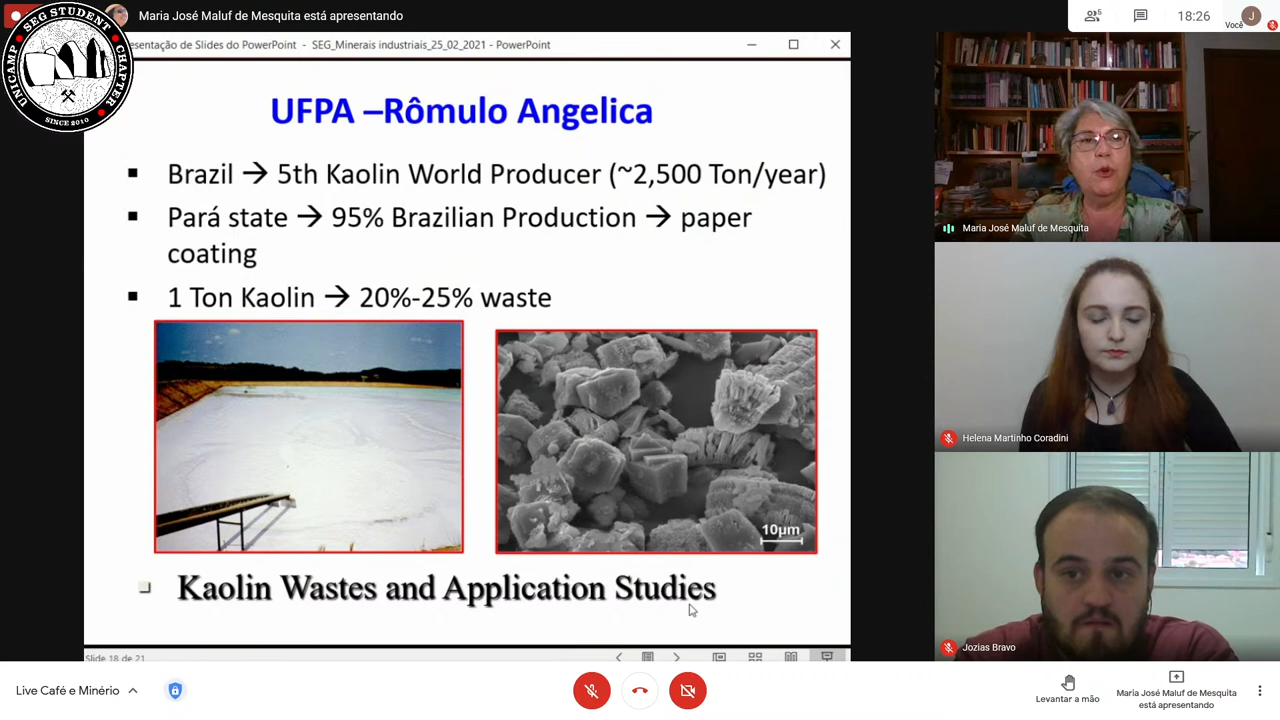 Maria José Maluf de Mesquita está apresentando
5
18:26
J
Você
SEG STUDENT CHAPTER
UNICAMP
SINCE 2010
esentação de Slides do PowerPoint - SEG_Minerais industriais_25_02_2021 - PowerPoint
UFPA –Rômulo Angelica
▪ Brazil → 5th Kaolin World Producer (~2,500 Ton/year)
▪ Pará state → 95% Brazilian Production → paper
coating
▪ 1 Ton Kaolin → 20%-25% waste
10μm
Kaolin Wastes and Application Studies
Slide 18 de 21
Maria José Maluf de Mesquita
Helena Martinho Coradini
Jozias Bravo
Live Café e Minério
Levantar a mão
Maria José Maluf de Mesquita
está apresentando